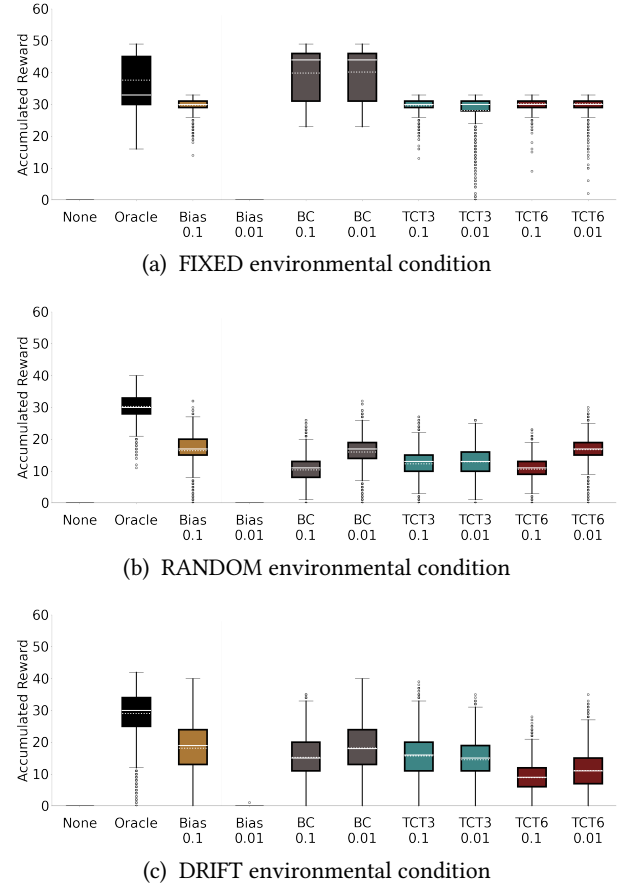 60
50
40
30
20
10
0
Accumulated Reward
None Oracle Bias 0.1 Bias 0.01 BC 0.1 BC 0.01 TCT3 0.1 TCT3 0.01 TCT6 0.1 TCT6 0.01
(a) FIXED environmental condition
60
50
40
30
20
10
0
Accumulated Reward
None Oracle Bias 0.1 Bias 0.01 BC 0.1 BC 0.01 TCT3 0.1 TCT3 0.01 TCT6 0.1 TCT6 0.01
(b) RANDOM environmental condition
60
50
40
30
20
10
0
Accumulated Reward
None Oracle Bias 0.1 Bias 0.01 BC 0.1 BC 0.01 TCT3 0.1 TCT3 0.01 TCT6 0.1 TCT6 0.01
(c) DRIFT environmental condition